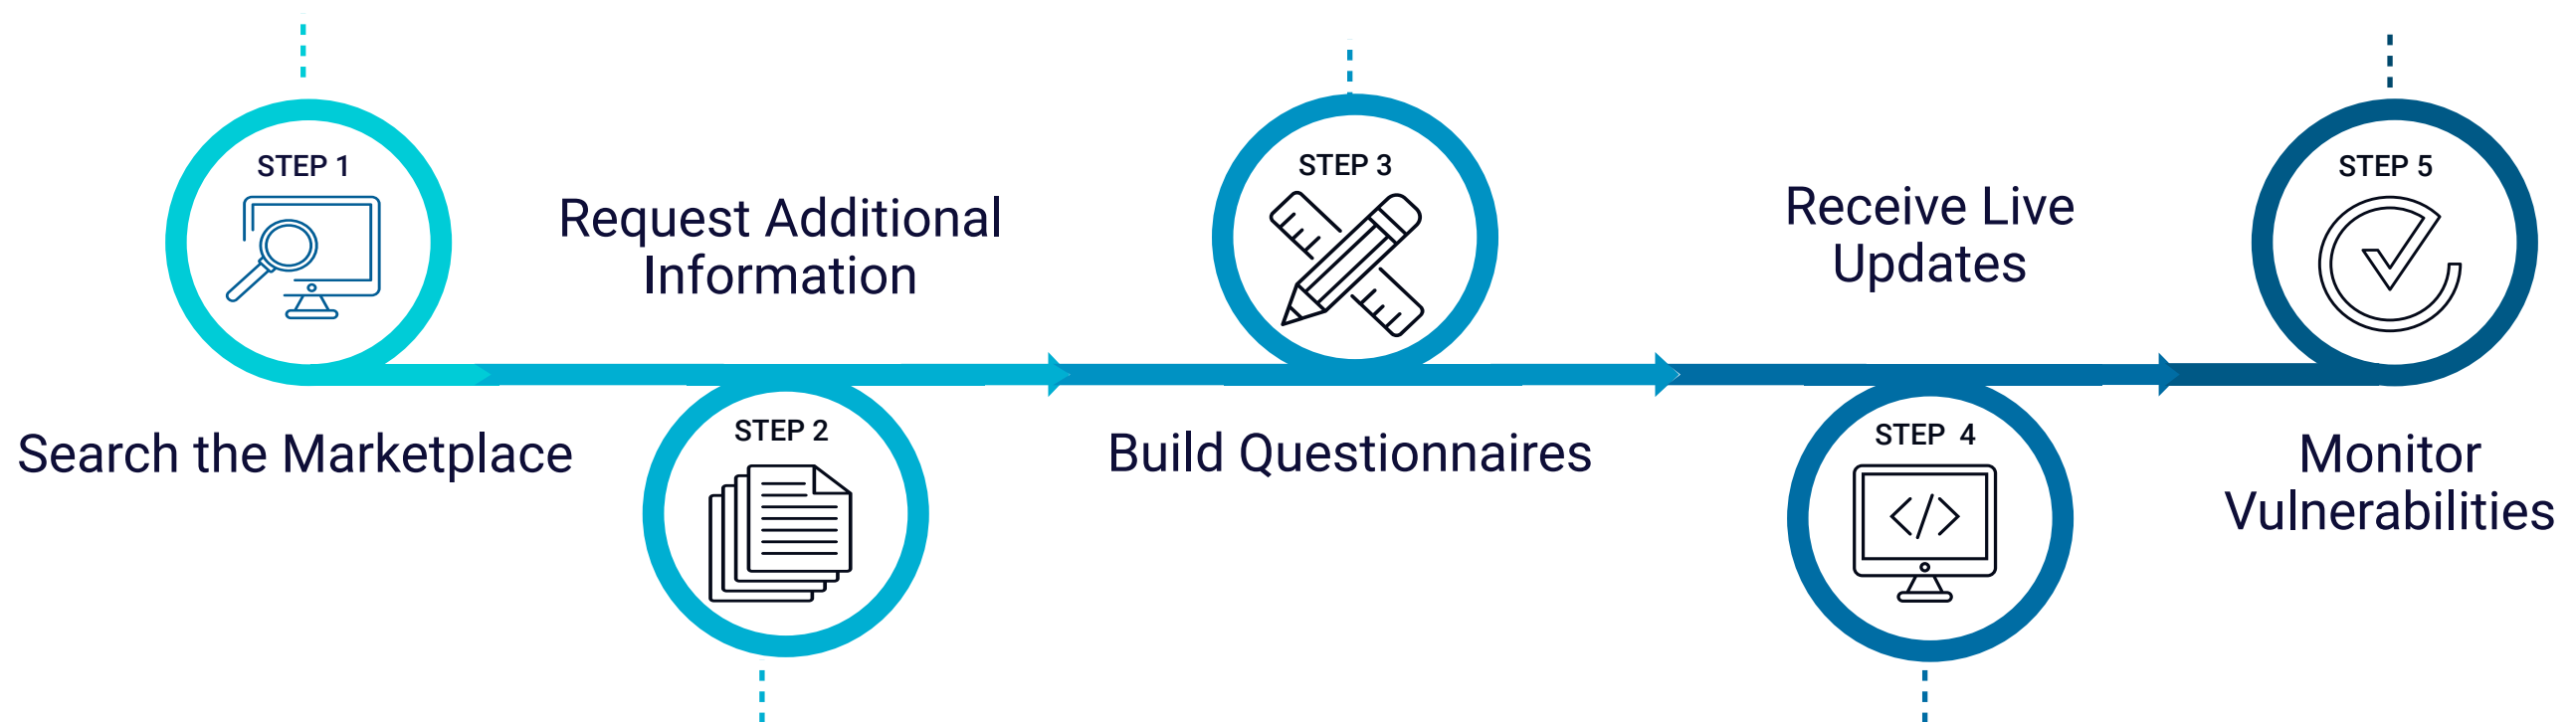 STEP 1
Search the Marketplace
Request Additional
Information
STEP 2
STEP 3
Build Questionnaires
Receive Live
Updates
STEP 4
STEP 5
Monitor
Vulnerabilities